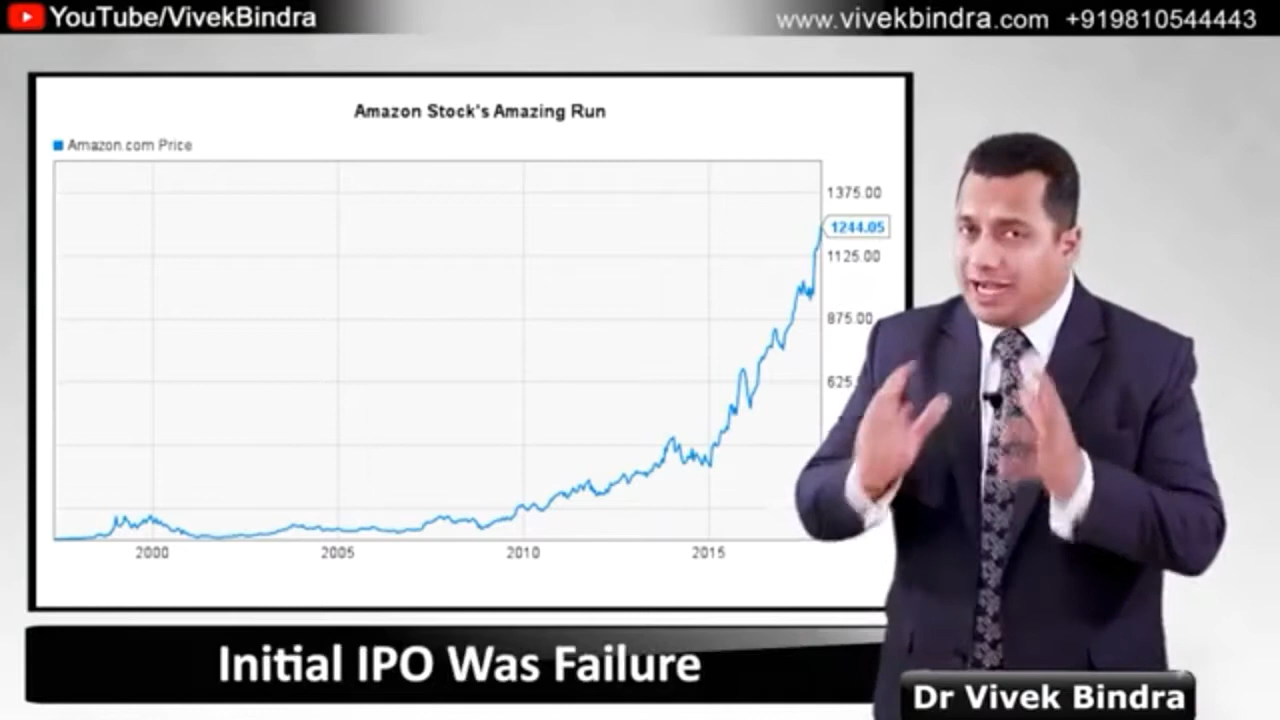 YouTube/VivekBindra
www.vivekbindra.com +919810544443
Amazon Stock's Amazing Run
Amazon.com Price
1375.00
1244.05
1125.00
875.00
625
2000 2005 2010 2015
Initial IPO Was Failure
Dr Vivek Bindra